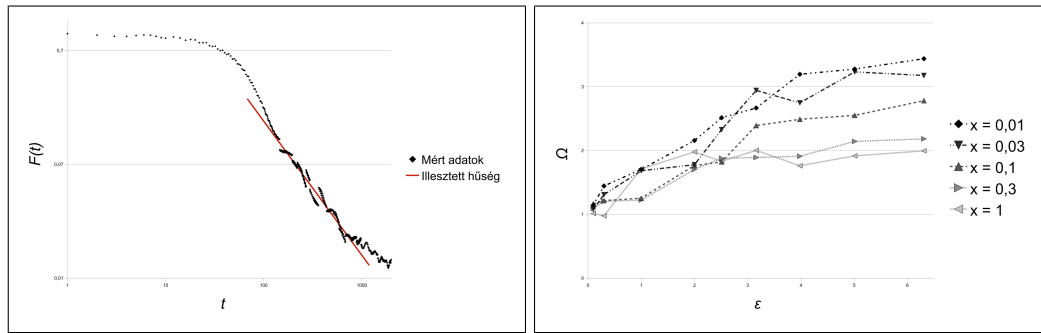 F(t)
0,7
0,07
0,01
1
10
100
1000
t
Mért adatok
Illesztett hűség
Ω
4
3
2
1
0
0
1
2
3
4
5
6
ε
x = 0,01
x = 0,03
x = 0,1
x = 0,3
x = 1